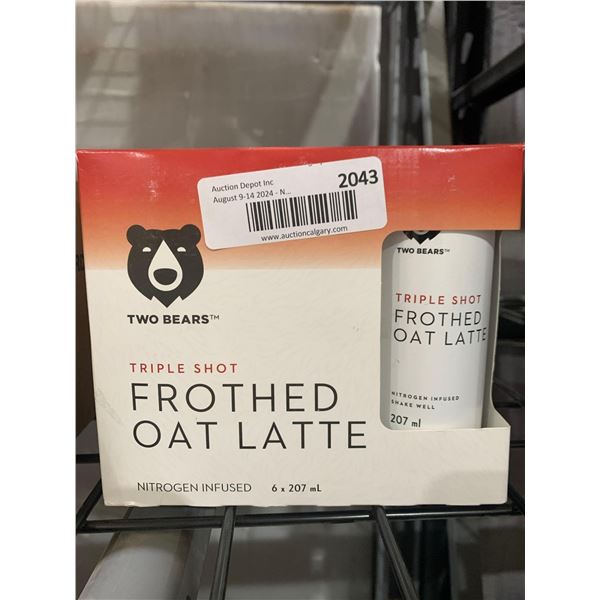 Auction Depot Inc
August 9-14 2024 - N...
2043
www.auctioncalgary.com
TWO BEARS™
TRIPLE SHOT
FROTHED
OAT LATTE
NITROGEN INFUSED 6 x 207 mL
TWO BEARS™
TRIPLE SHOT
FROTHED
OAT LATTE
NITROGEN INFUSED
SHAKE WELL
207 ml